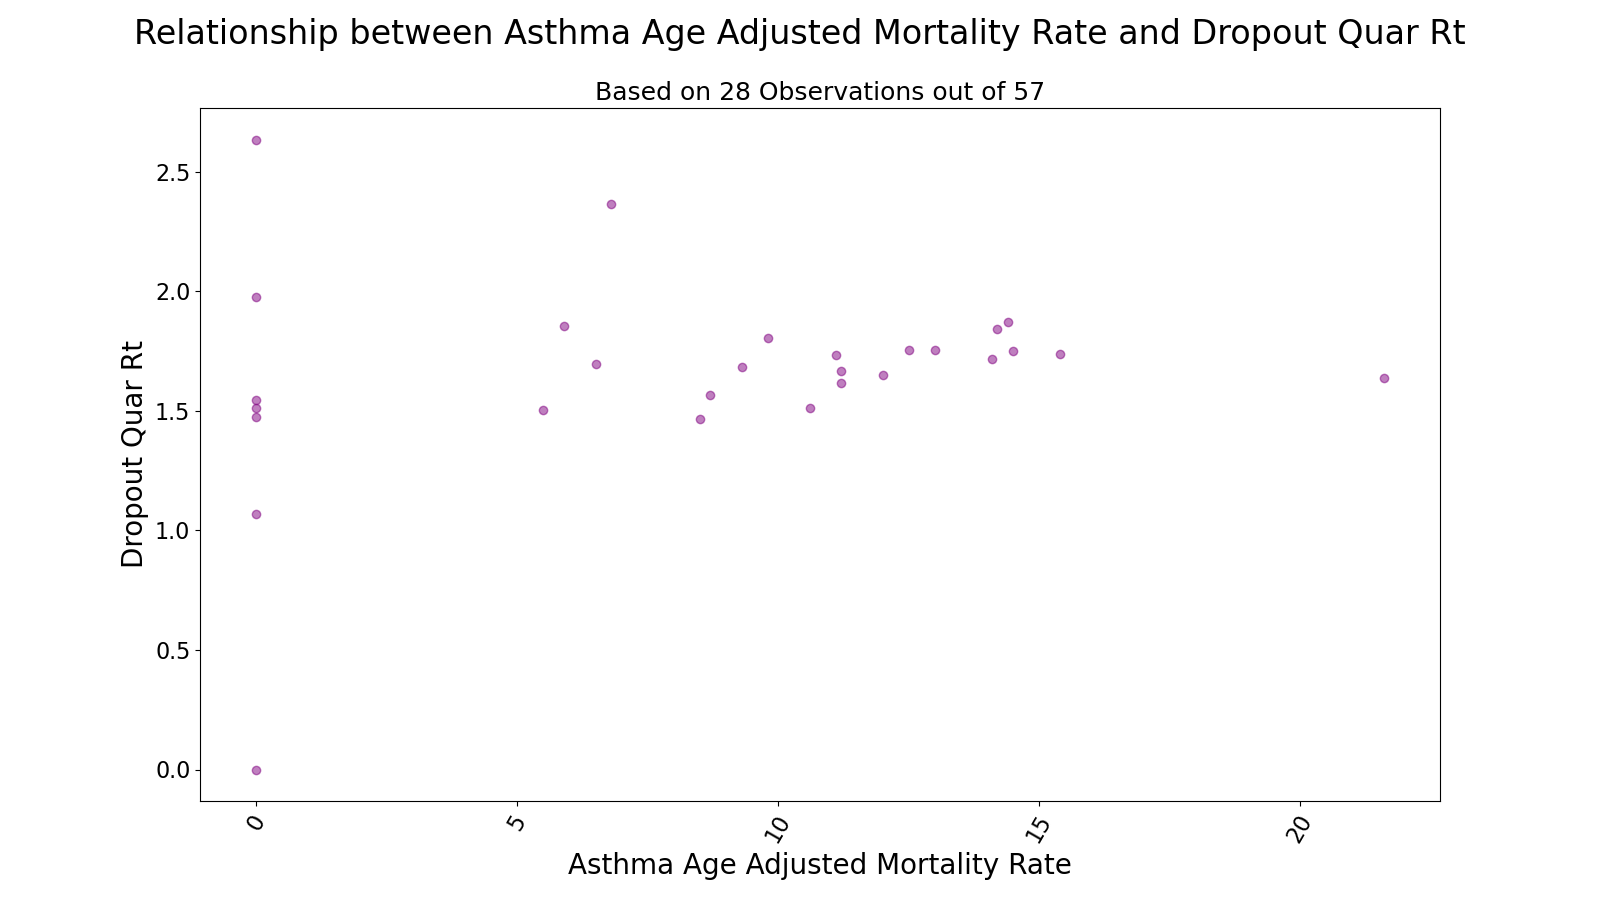 Relationship between Asthma Age Adjusted Mortality Rate and Dropout Quar Rt
Based on 28 Observations out of 57
2.5
2.0
1.5
1.0
0.5
0.0
Dropout Quar Rt
0
5
10
15
20
Asthma Age Adjusted Mortality Rate